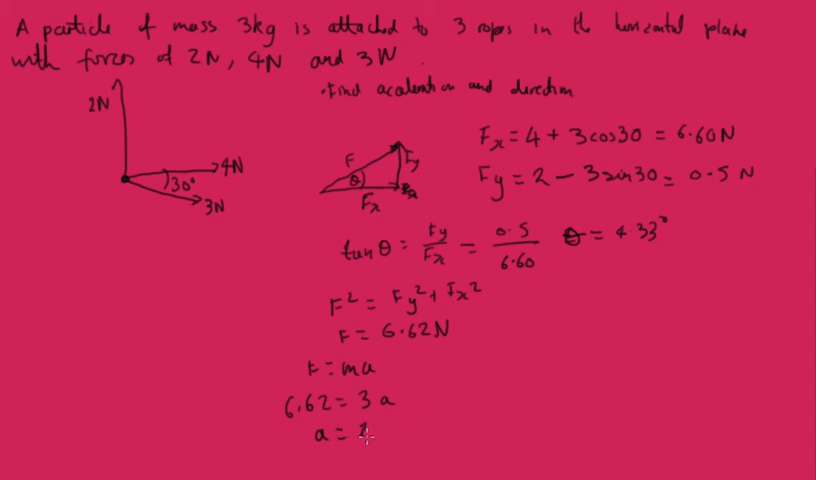 A particle of mass 3kg is attached to 3 ropes in the horizontal plane
with forces of 2N, 4N and 3N.
• Find acaleration and direction
2N
4N
30°
3N
F
θ
Fy
Fx
Fx = 4 + 3cos30 = 6.60N
Fy = 2 - 3sin30 = 0.5 N
tanθ = Fy/Fx = 0.5/6.60 θ = 4.33°
F² = Fy² + Fx²
F = 6.62N
F = ma
6.62 = 3a
a =